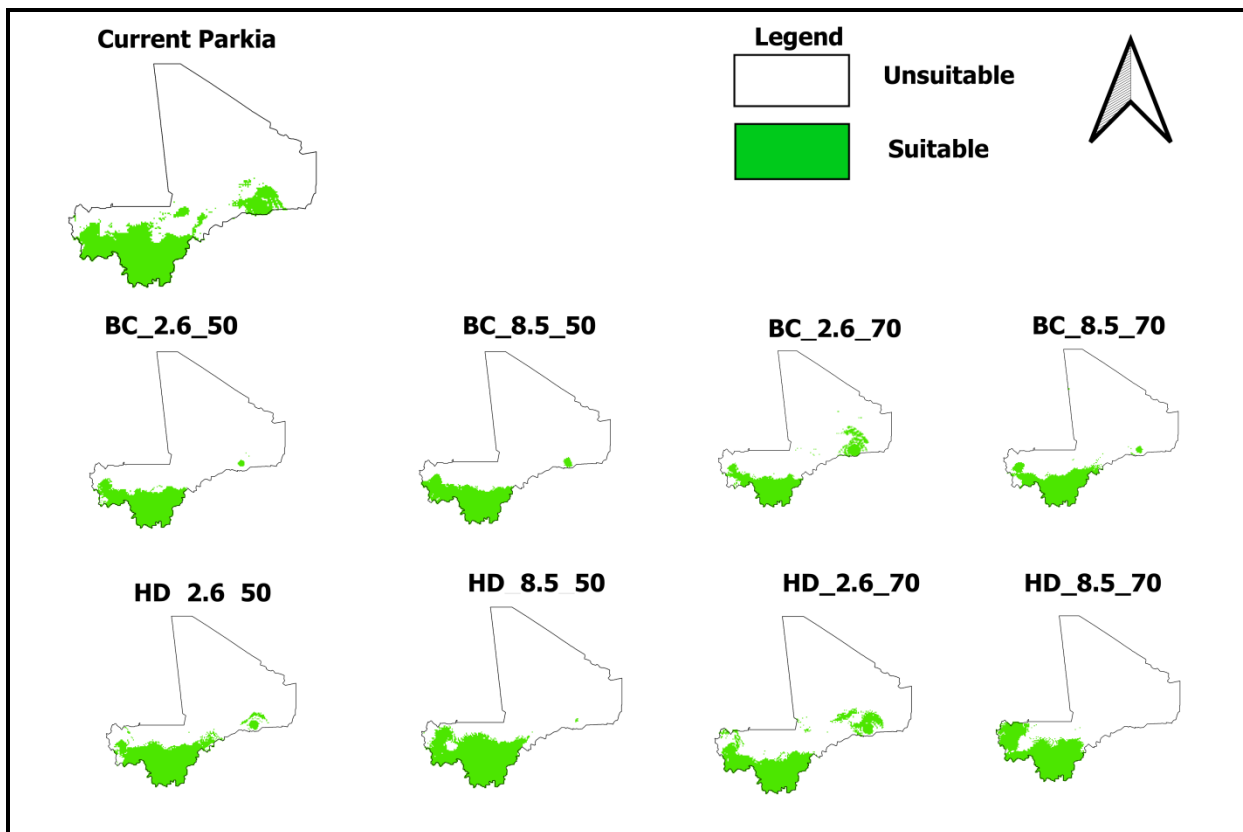 Current Parkia
Legend
Unsuitable
Suitable
BC_2.6_50
BC_8.5_50
BC_2.6_70
BC_8.5_70
HD 2.6 50
HD_8.5_50
HD_2.6_70
HD_8.5_70